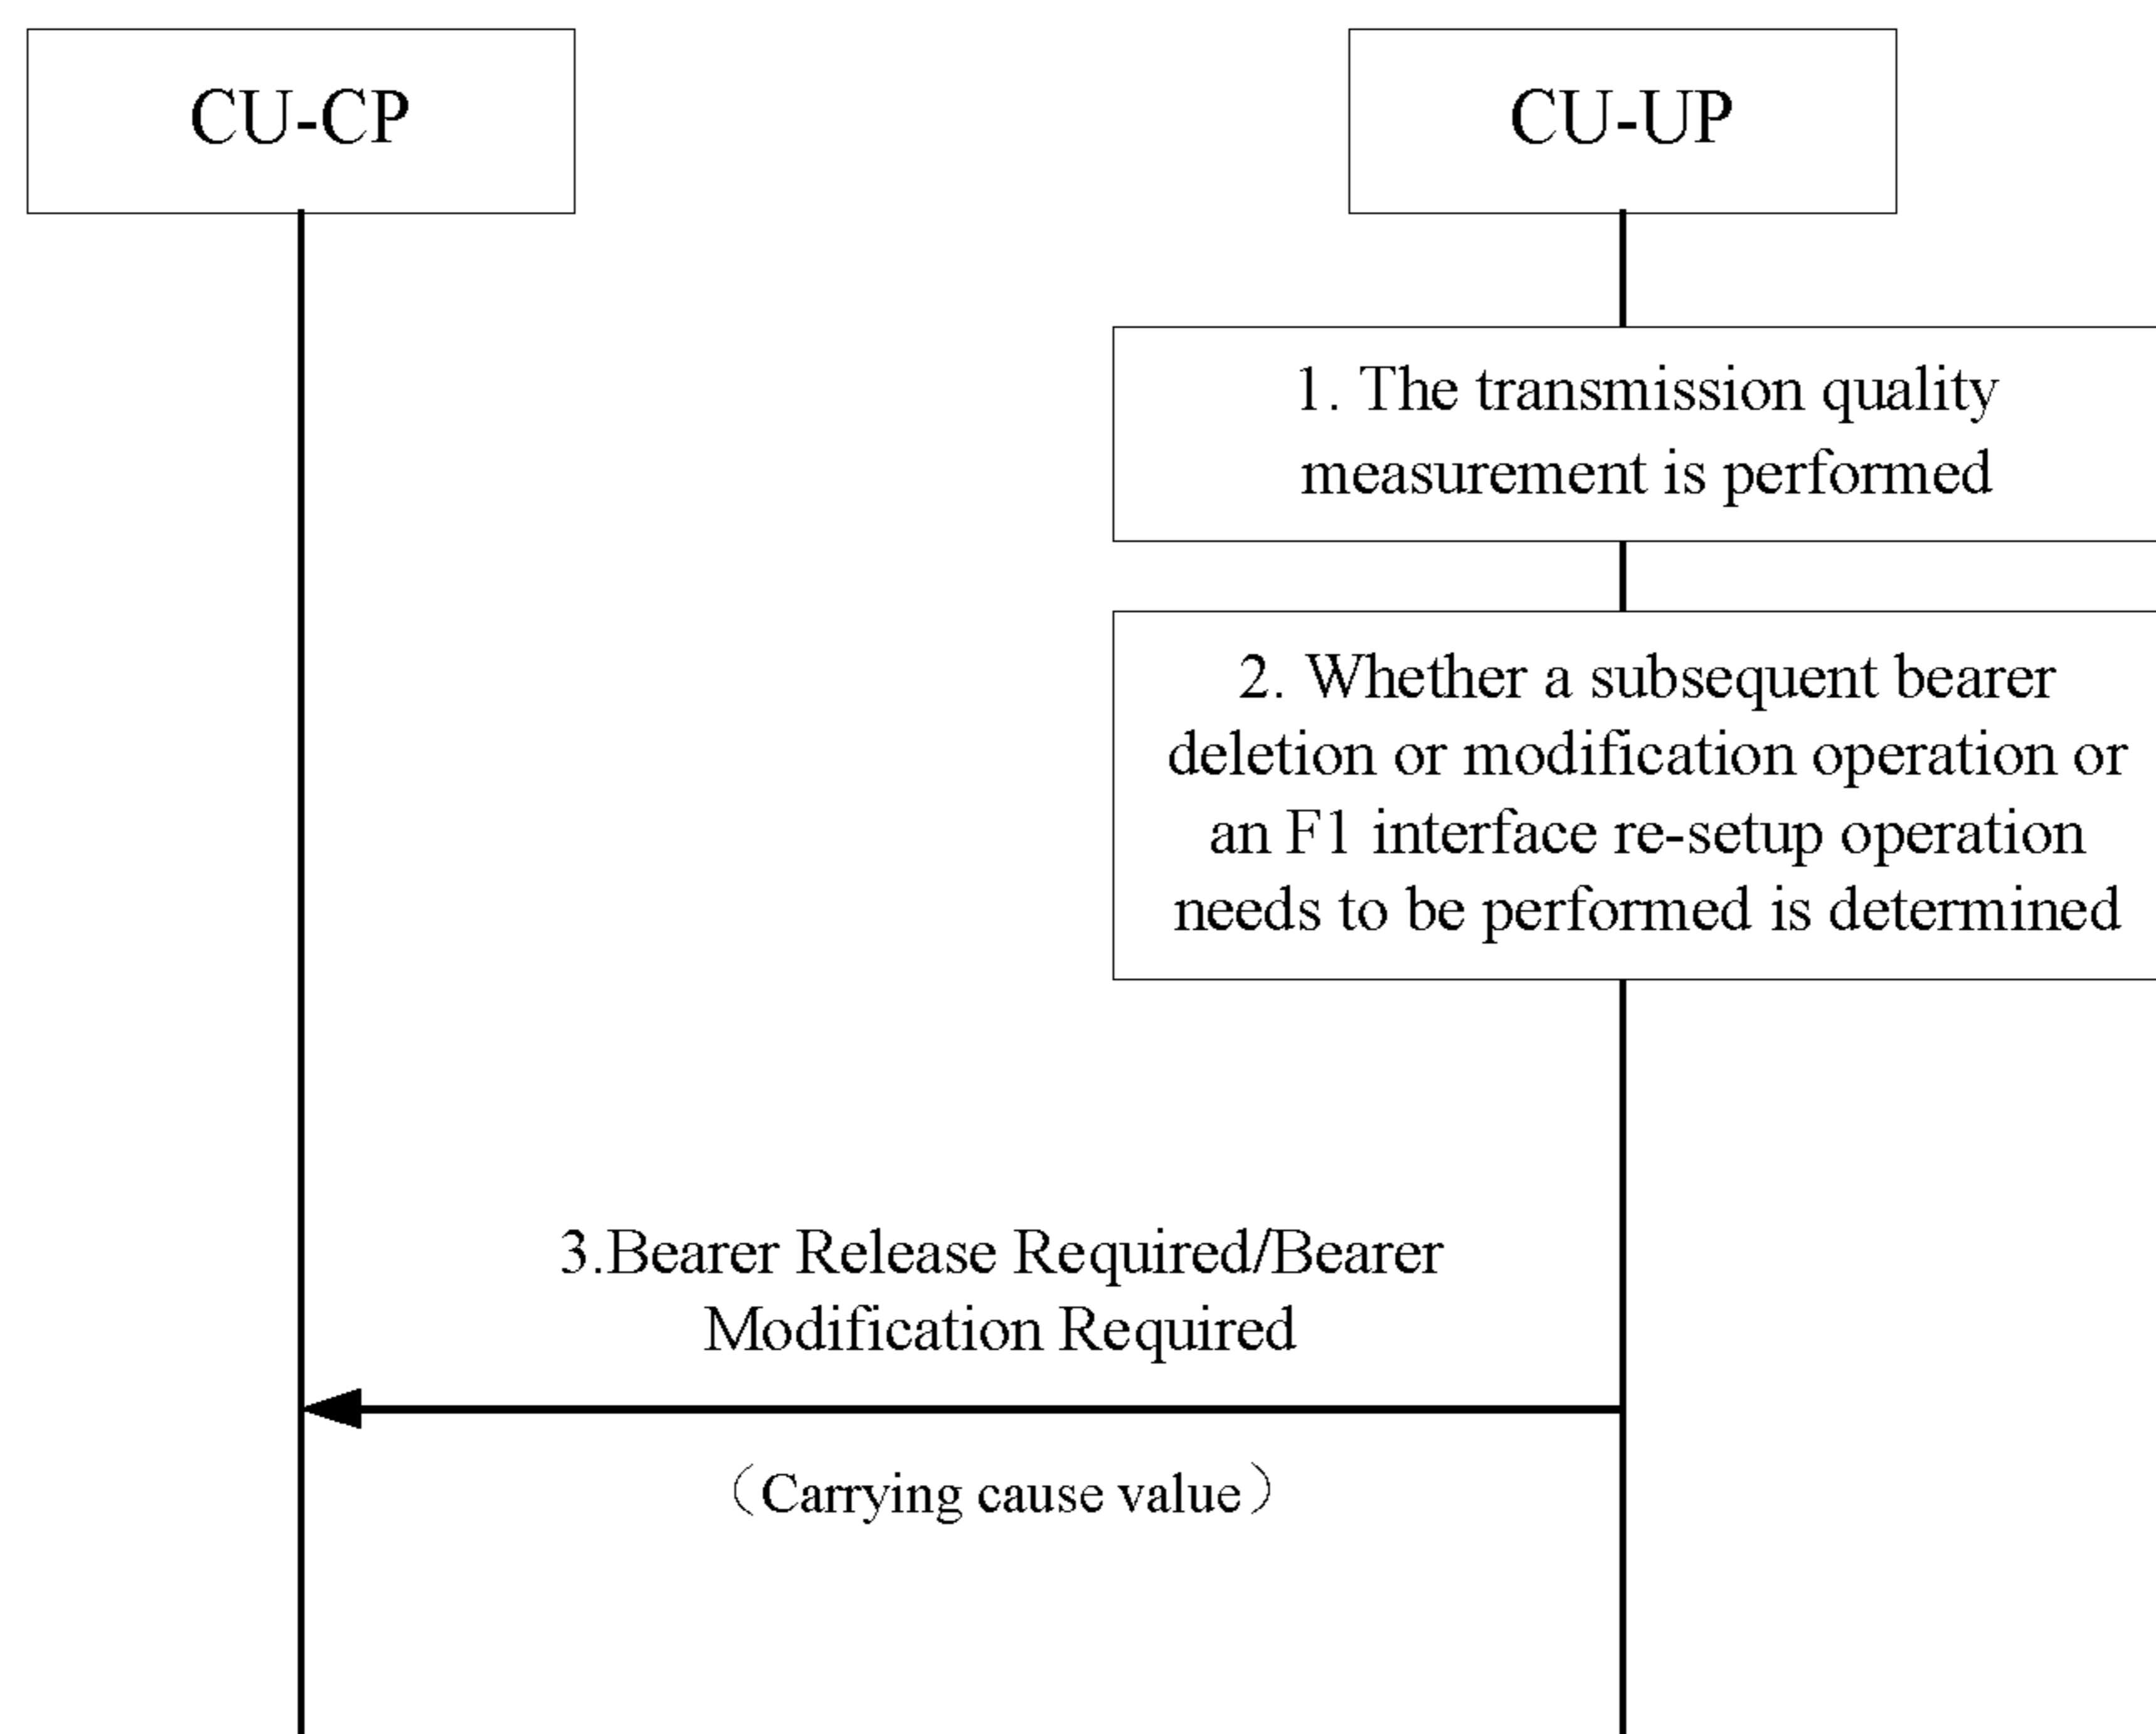 CU-CP
CU-UP
1. The transmission quality
measurement is performed
2. Whether a subsequent bearer
deletion or modification operation or
an F1 interface re-setup operation
needs to be performed is determined
3.Bearer Release Required/Bearer
Modification Required
（Carrying cause value）